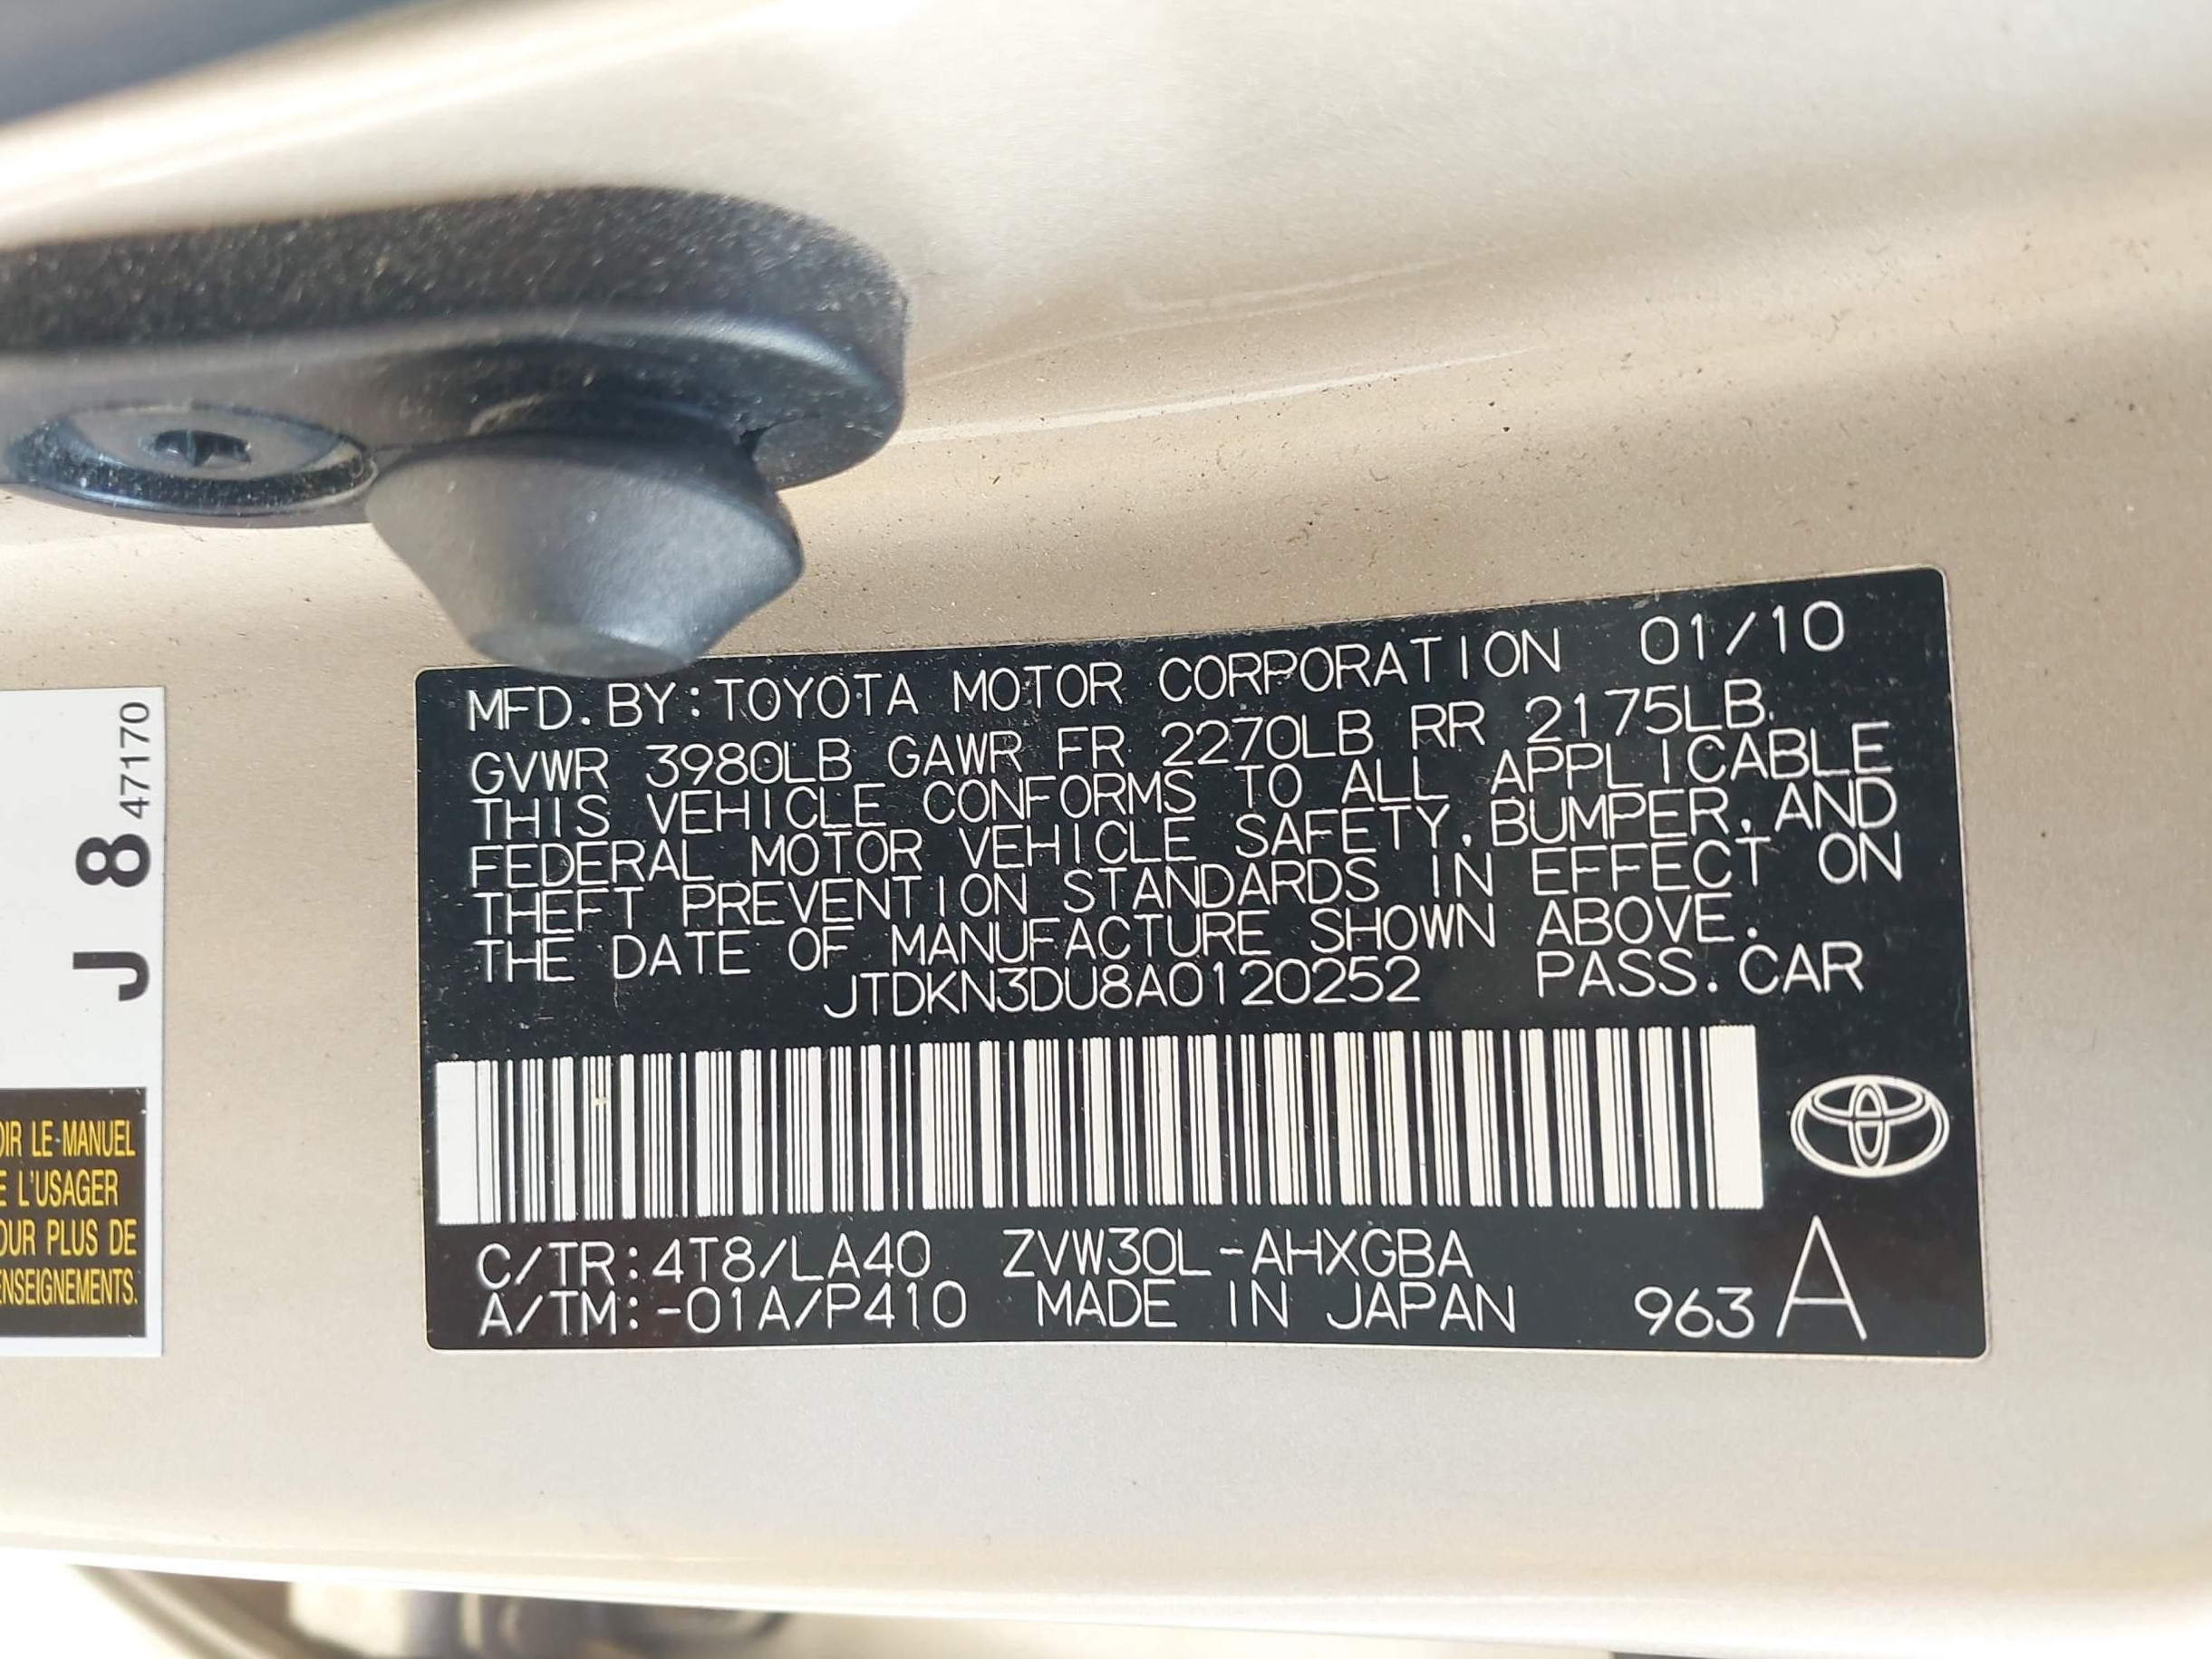 MFD. BY: TOYOTA MOTOR CORPORATION 01/10
GVWR 3980LB GAWR FR 2270LB RR 2175LB
THIS VEHICLE CONFORMS TO ALL APPLICABLE
FEDERAL MOTOR VEHICLE SAFETY, BUMPER, AND
THEFT PREVENTION STANDARDS IN EFFECT ON
THE DATE OF MANUFACTURE SHOWN ABOVE.
JTDKN3DU8A0120252 PASS. CAR
C/TR: 4T8/LA40 ZVW30L-AHXGBA
A/TM: -01A/P410 MADE IN JAPAN 963 A
J 8 47170
LE MANUEL
L'USAGER
PLUS DE